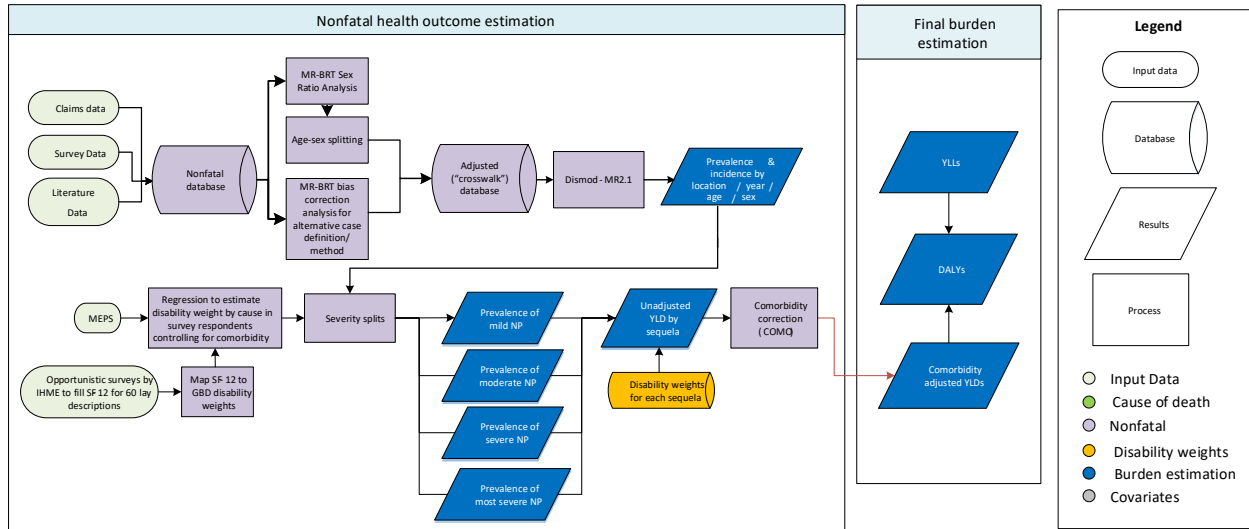 Nonfatal health outcome estimation
Claims data
Survey Data
Literature
Data
Nonfatal
database
MR-BRT Sex
Ratio Analysis
Age-sex splitting
MR-BRT bias
correction
analysis for
alternative case
definition/
method
Adjusted
("crosswalk")
database
Dismod - MR2.1
Prevalence &
incidence by
location / year /
age / sex
MEPS
Regression to estimate
disability weight by cause in
survey respondents
controlling for comorbidity
Opportunistic surveys by
IHME to fill SF 12 for 60 lay
descriptions
Map SF 12 to
GBD disability
weights
Severity splits
Prevalence of
mild NP
Prevalence of
moderate NP
Prevalence of
severe NP
Prevalence of
most severe NP
Unadjusted
YLD by
sequela
Disability weights
for each sequela
Comorbidity
correction
(COMO)
Final burden
estimation
YLLs
DALYs
Comorbidity
adjusted YLDs
Legend
Input data
Database
Results
Process
Input Data
Cause of death
Nonfatal
Disability weights
Burden estimation
Covariates